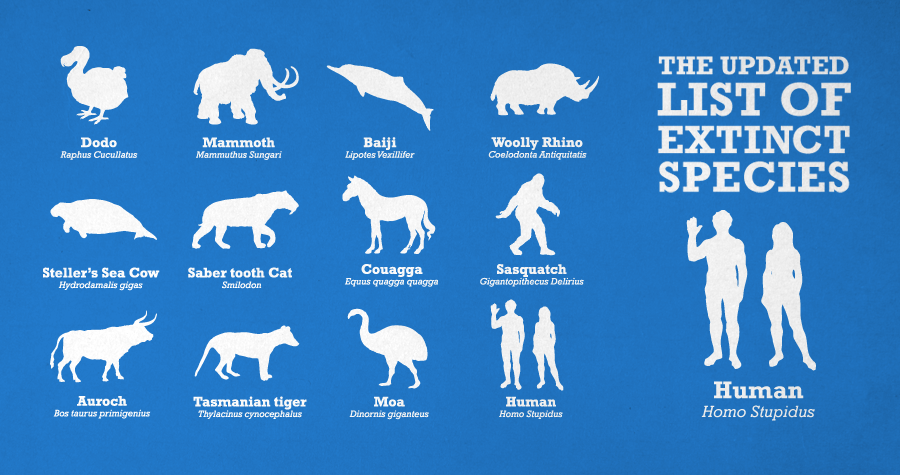 THE UPDATED
LIST OF
EXTINCT
SPECIES
Dodo
Raphus Cucullatus
Mammoth
Mammuthus Sungari
Baiji
Lipotes Vexillifer
Woolly Rhino
Coelodonta Antiquitatis
Steller's Sea Cow
Hydrodamalis gigas
Saber tooth Cat
Smilodon
Couagga
Equus quagga quagga
Sasquatch
Gigantopithecus Delirius
Auroch
Bos taurus primigenius
Tasmanian tiger
Thylacinus cynocephalus
Moa
Dinornis giganteus
Human
Homo Stupidus
Human
Homo Stupidus